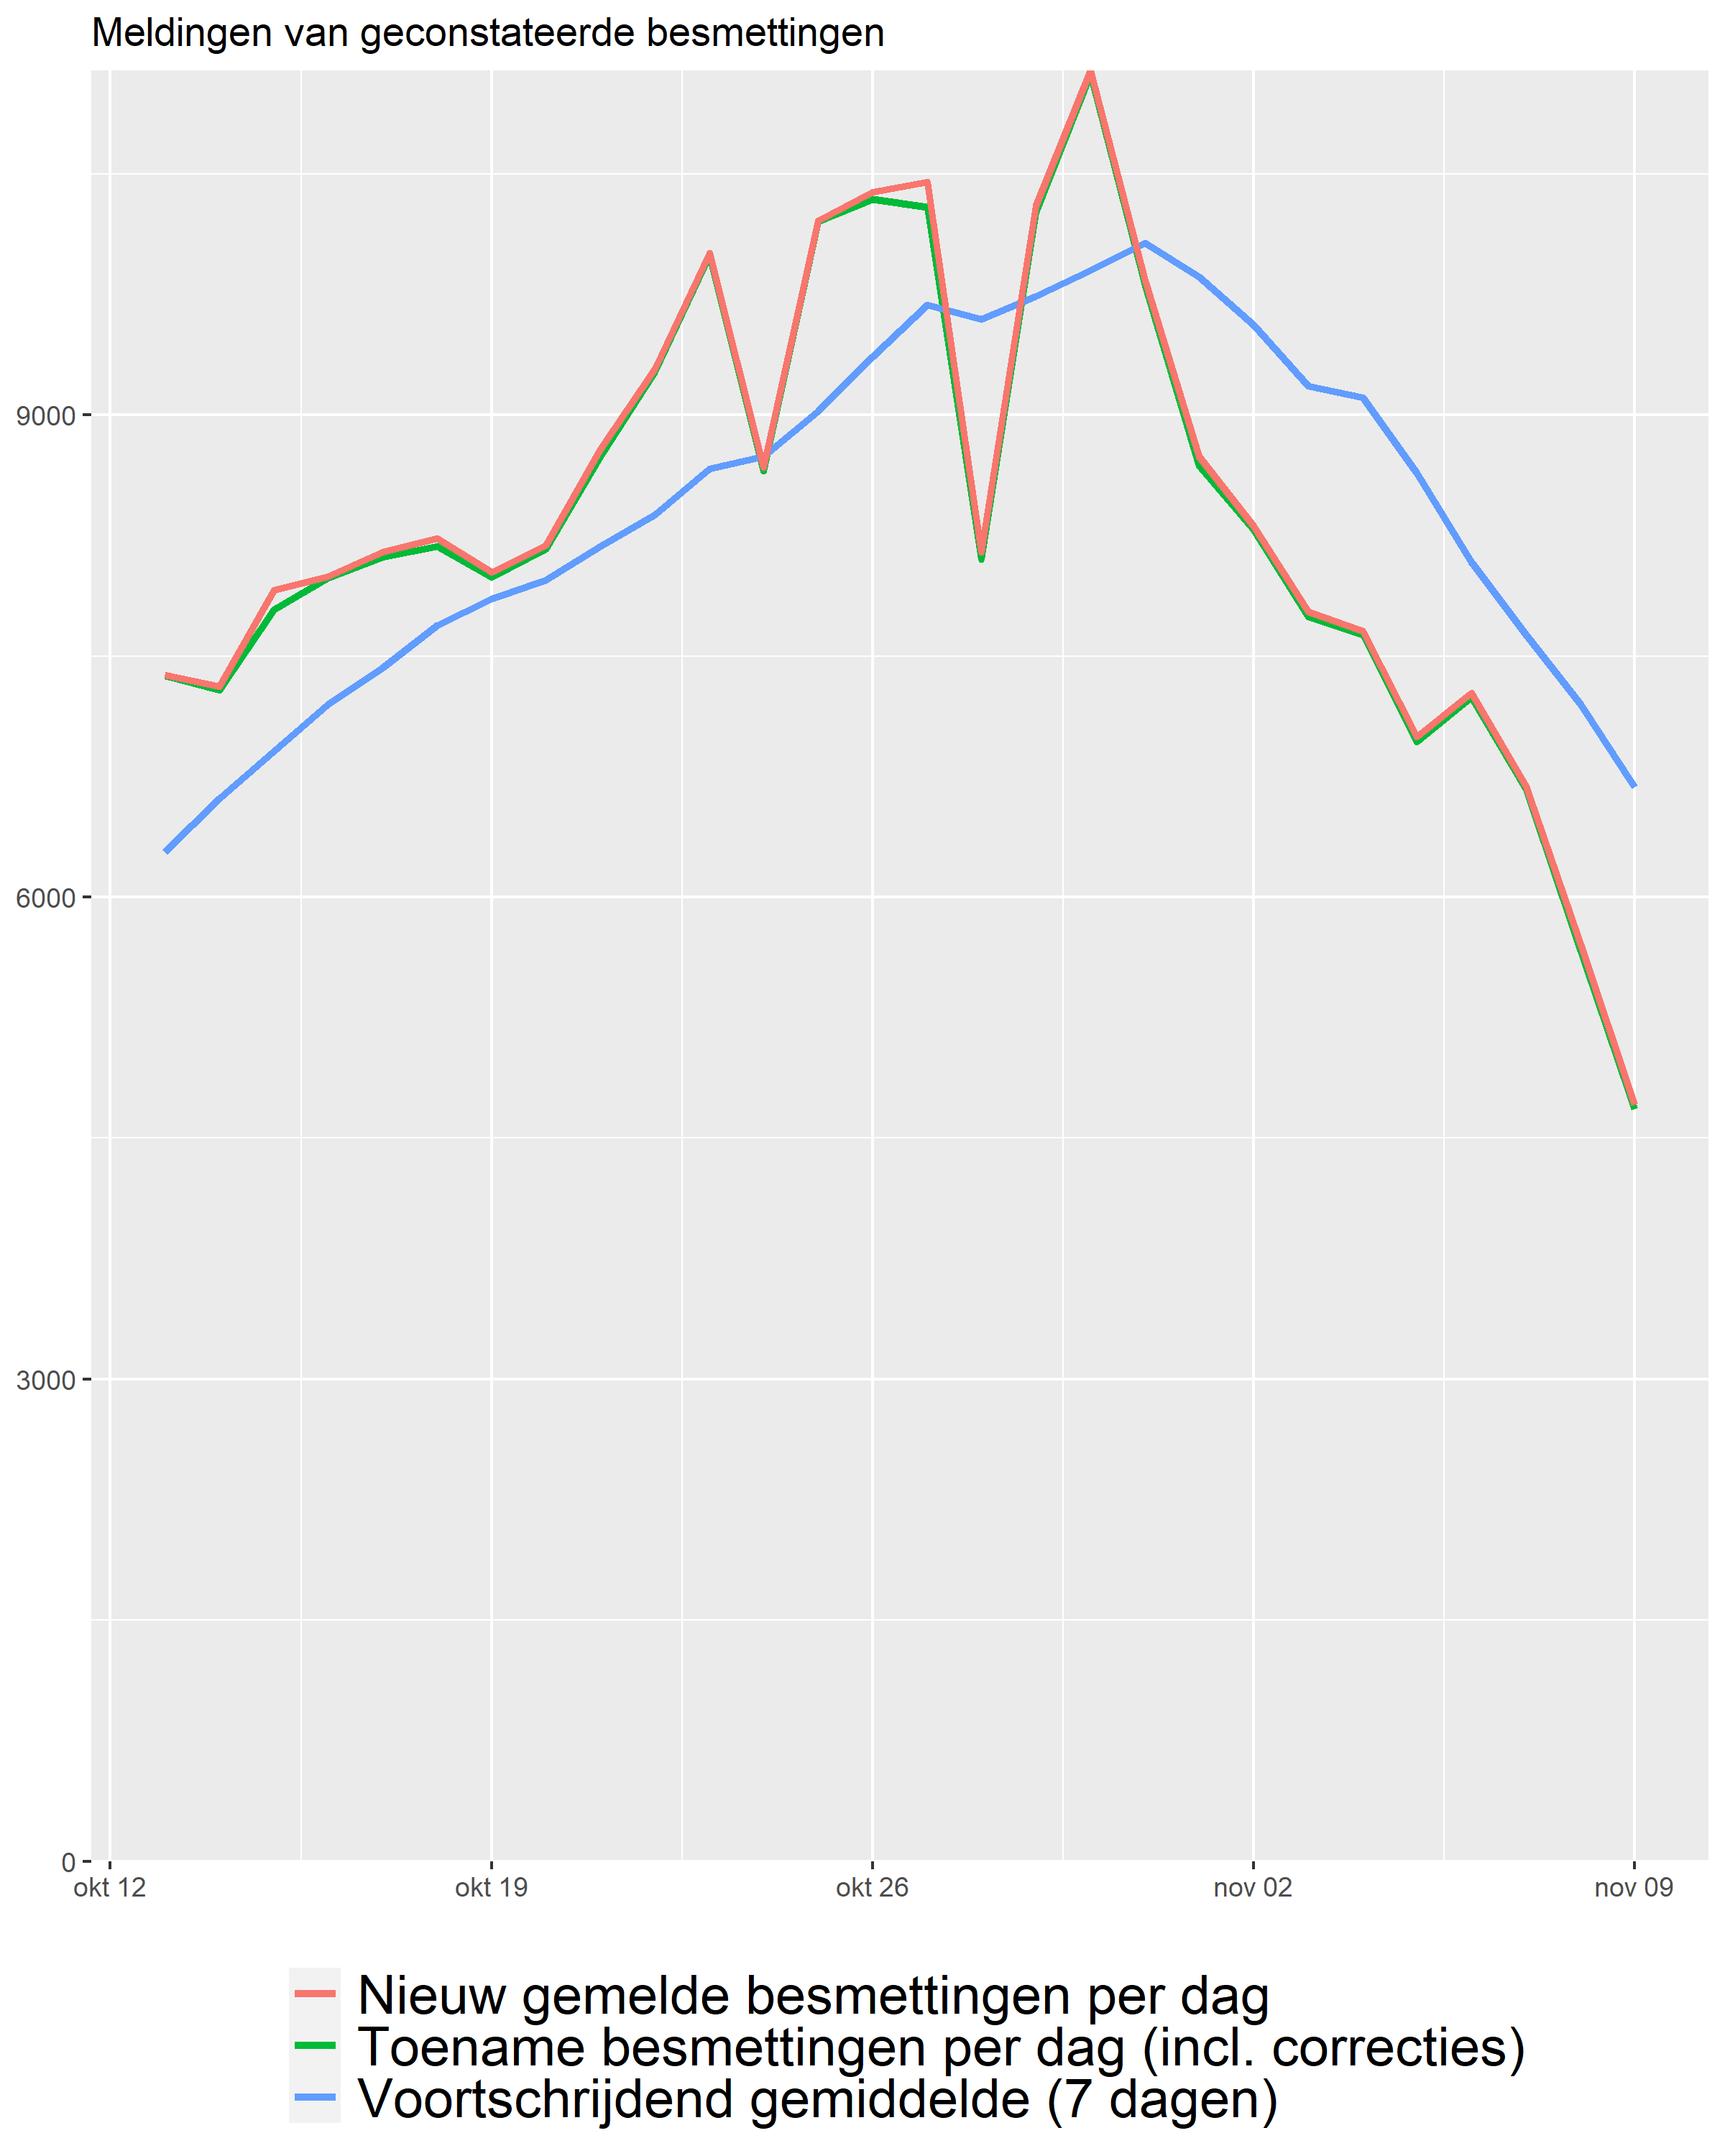 Meldingen van geconstateerde besmettingen
9000
6000
3000
0
okt 12 okt 19 okt 26 nov 02 nov 09
Nieuw gemelde besmettingen per dag
Toename besmettingen per dag (incl. correcties)
Voortschrijdend gemiddelde (7 dagen)